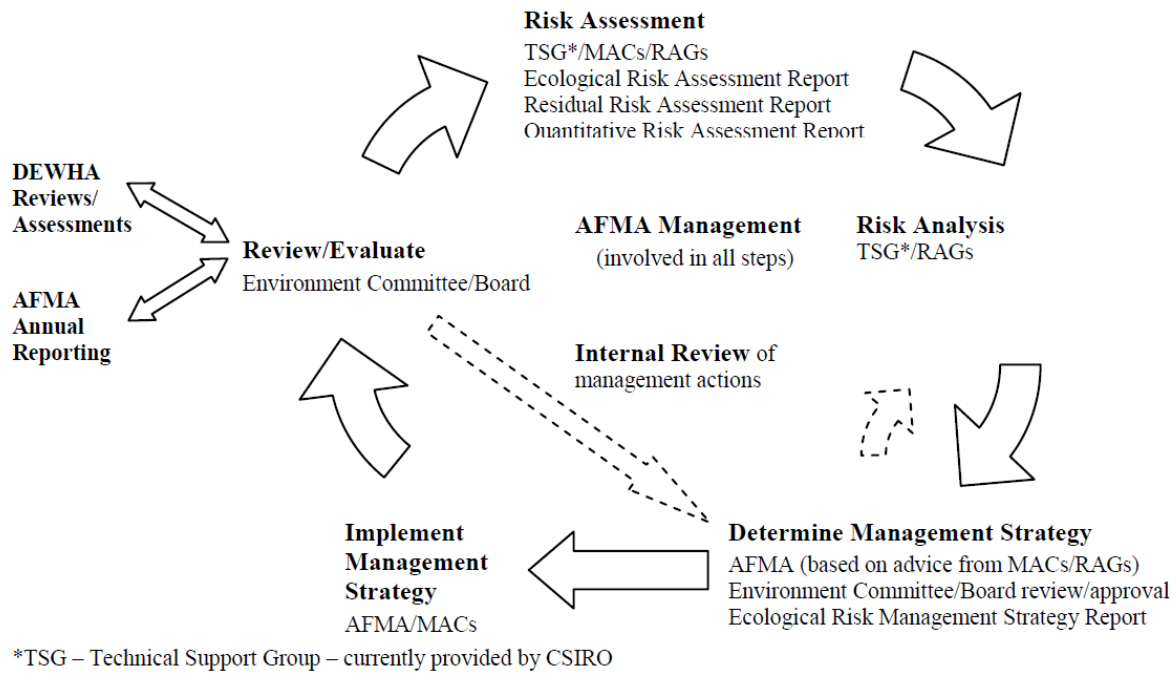 Risk Assessment
TSG*/MACs/RAGs
Ecological Risk Assessment Report
Residual Risk Assessment Report
Quantitative Risk Assessment Report
DEWHA
Reviews/
Assessments
Review/Evaluate
Environment Committee/Board
AFMA
Annual
Reporting
AFMA Management
(involved in all steps)
Risk Analysis
TSG*/RAGs
Internal Review of
management actions
Implement
Management
Strategy
AFMA/MACs
Determine Management Strategy
AFMA (based on advice from MACs/RAGs)
Environment Committee/Board review/approval
Ecological Risk Management Strategy Report
*TSG – Technical Support Group – currently provided by CSIRO